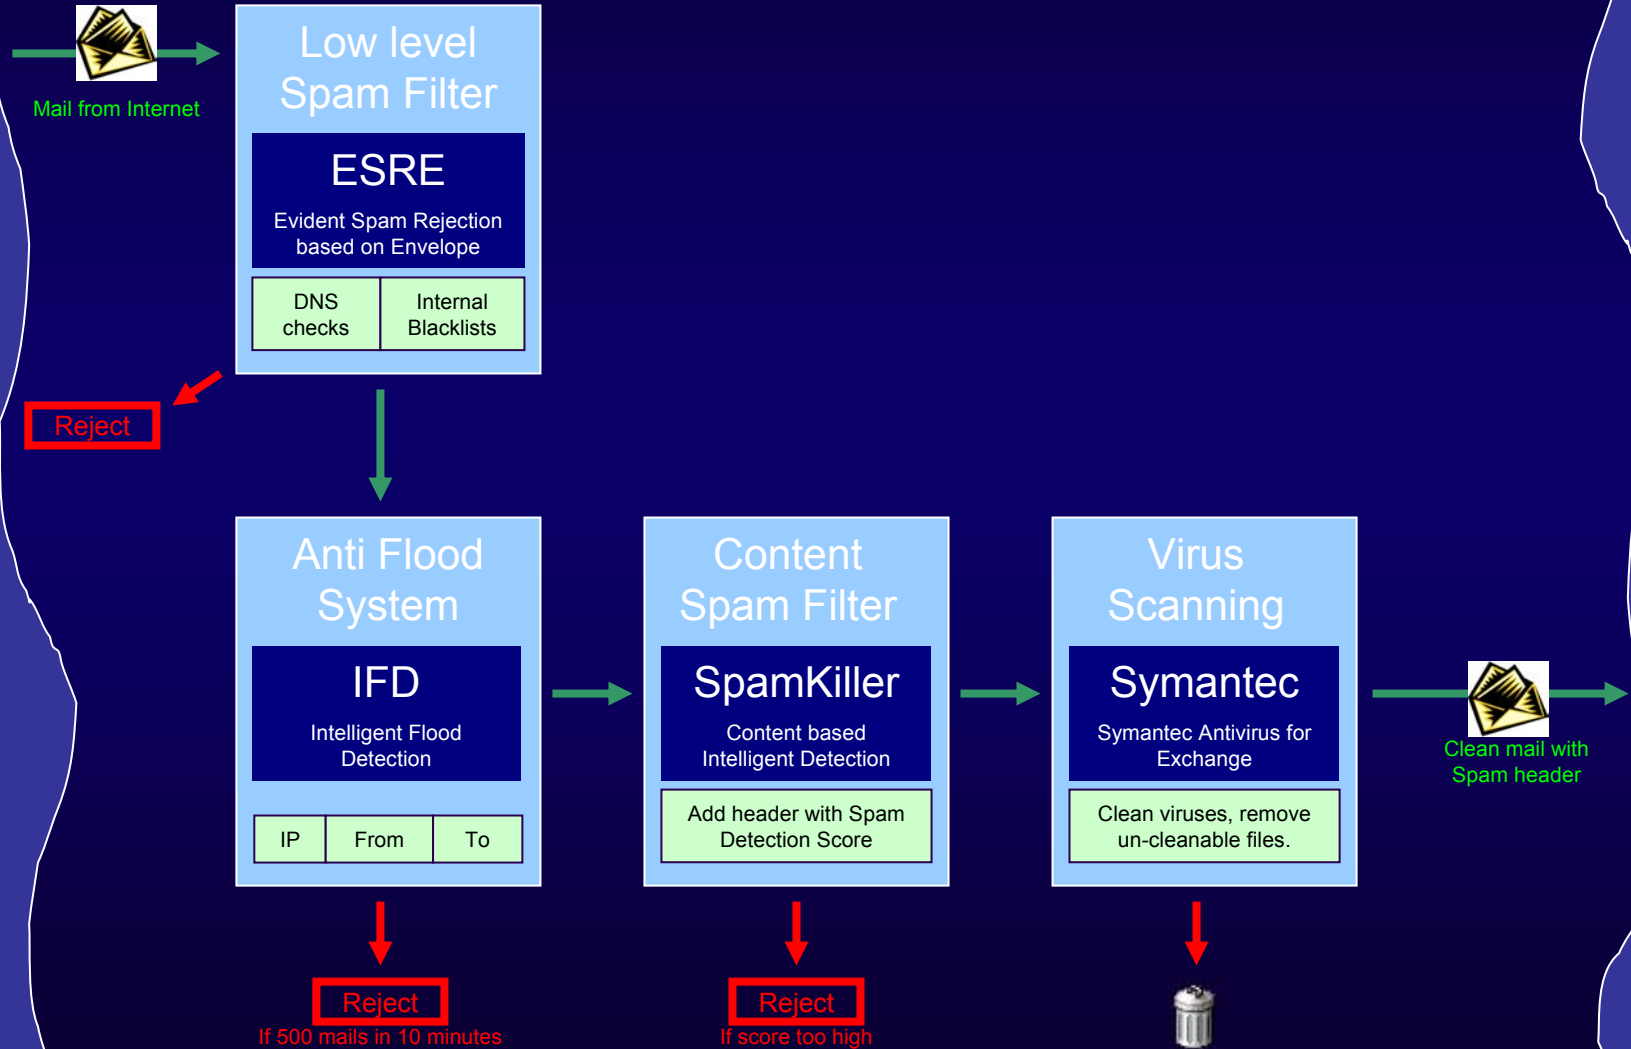 Mail from Internet
Low level
Spam Filter
ESRE
Evident Spam Rejection
based on Envelope
DNS
checks
Internal
Blacklists
Reject
Anti Flood
System
IFD
Intelligent Flood
Detection
IP
From
To
Reject
If 500 mails in 10 minutes
Content
Spam Filter
SpamKiller
Content based
Intelligent Detection
Add header with Spam
Detection Score
Reject
If score too high
Virus
Scanning
Symantec
Symantec Antivirus for
Exchange
Clean viruses, remove
un-cleanable files.
Clean mail with
Spam header